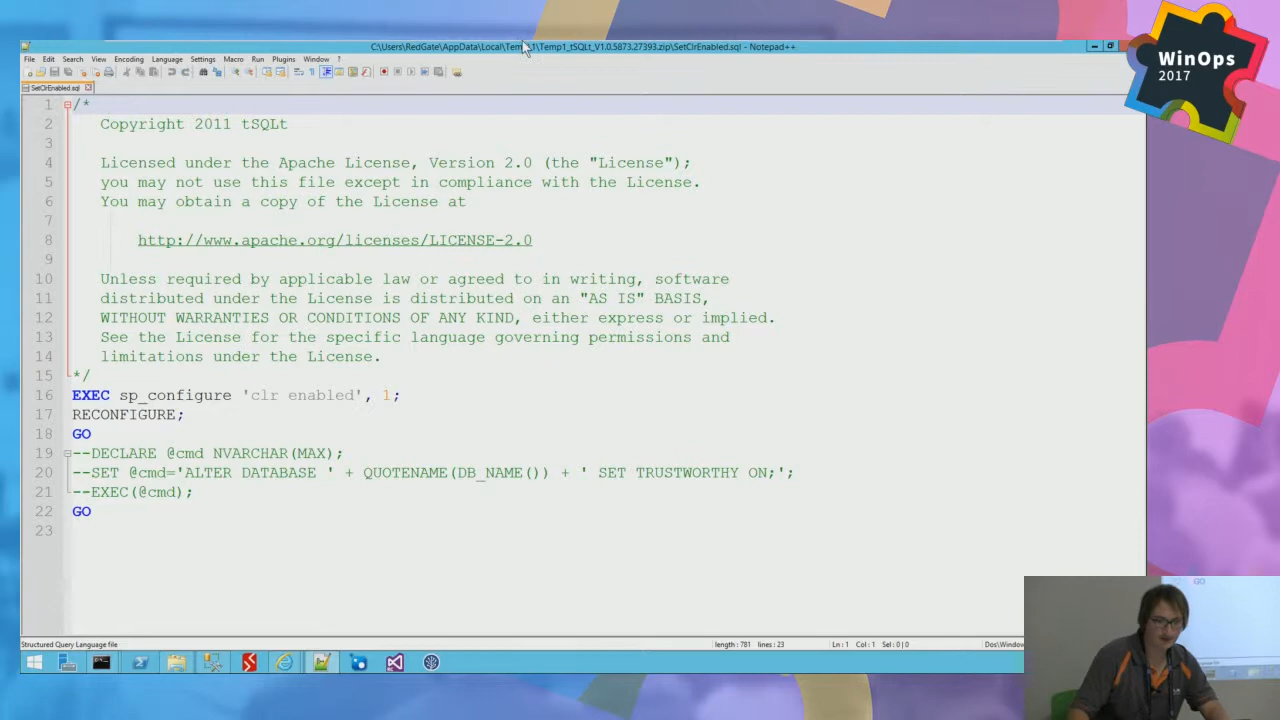 C:\Users\RedGate\AppData\Local\Temp\1\Temp1_tSQLt_V1.0.5873.27393.zip\SetClrEnabled.sql - Notepad++
File Edit Search View Encoding Language Settings Macro Run Plugins Window ?
SetClrEnabled.sql
1 /*
2 Copyright 2011 tSQLt
3
4 Licensed under the Apache License, Version 2.0 (the "License");
5 you may not use this file except in compliance with the License.
6 You may obtain a copy of the License at
7
8 http://www.apache.org/licenses/LICENSE-2.0
9
10 Unless required by applicable law or agreed to in writing, software
11 distributed under the License is distributed on an "AS IS" BASIS,
12 WITHOUT WARRANTIES OR CONDITIONS OF ANY KIND, either express or implied.
13 See the License for the specific language governing permissions and
14 limitations under the License.
15 */
16 EXEC sp_configure 'clr enabled', 1;
17 RECONFIGURE;
18 GO
19 --DECLARE @cmd NVARCHAR(MAX);
20 --SET @cmd='ALTER DATABASE ' + QUOTENAME(DB_NAME()) + ' SET TRUSTWORTHY ON;';
21 --EXEC(@cmd);
22 GO
23
Structured Query Language file length : 781 lines : 23 Ln : 1 Col : 1 Sel : 0 | 0 Dos\Window
WinOps
2017